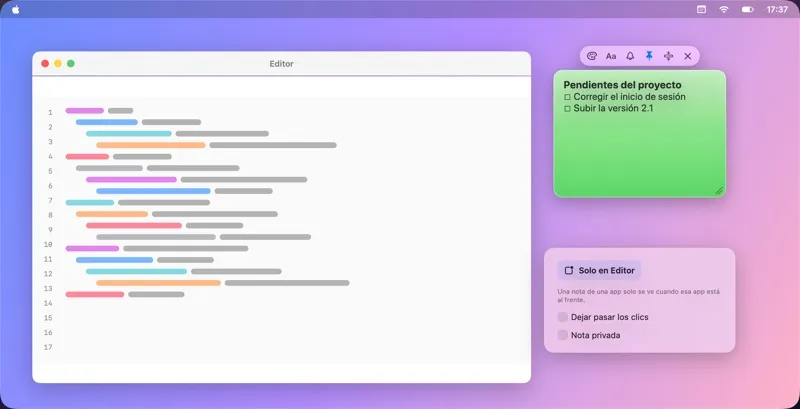 17:37
Editor
Aa
Pendientes del proyecto
☐ Corregir el inicio de sesión
☐ Subir la versión 2.1
1
2
3
4
5
6
7
8
9
10
11
12
13
14
15
16
17
Solo en Editor
Una nota de una app solo se ve cuando esa app está
al frente.
Dejar pasar los clics
Nota privada